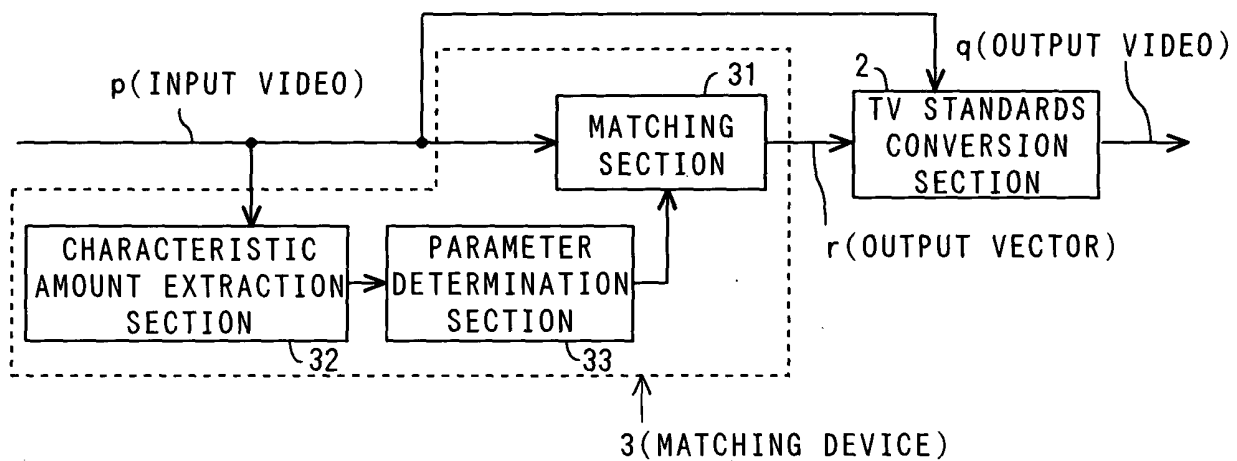 q(OUTPUT VIDEO)
p(INPUT VIDEO)
31
2
MATCHING
SECTION
TV STANDARDS
CONVERSION
SECTION
r(OUTPUT VECTOR)
CHARACTERISTIC
AMOUNT EXTRACTION
SECTION
32
PARAMETER
DETERMINATION
SECTION
33
3(MATCHING DEVICE)